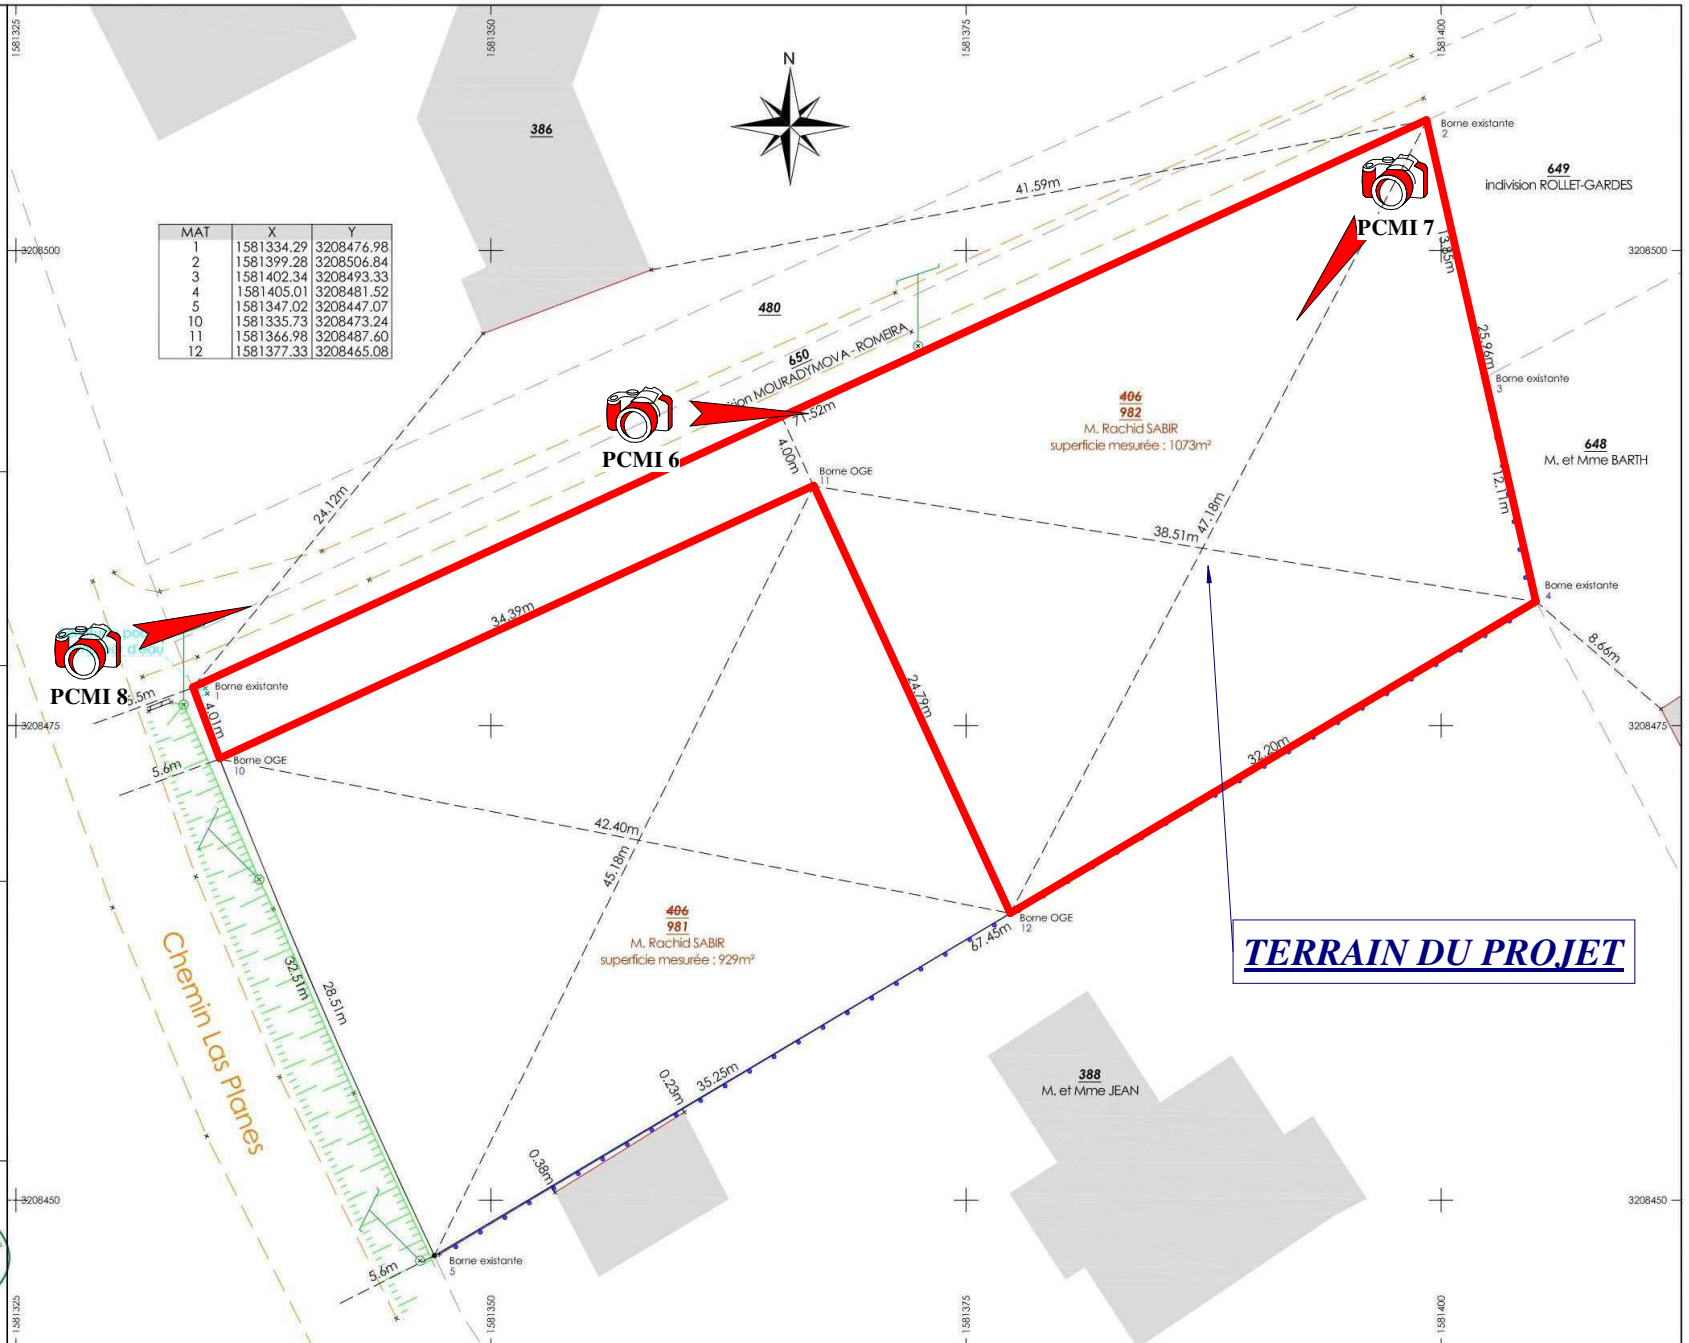 1581325
1581350
1581375
1581400
N
386
Borne existante
2
649
indivision ROLLET-GARDES
41.59m
PCMI 7
MAT X Y
1 1581334.29 3208476.98
2 1581399.28 3208506.84
3 1581402.34 3208493.33
4 1581405.01 3208481.52
5 1581347.02 3208447.07
10 1581335.73 3208473.24
11 1581366.98 3208487.60
12 1581377.33 3208465.08
3208500
3208500
13.85m
480
650
MOURADYMOVA - ROMEIRA
25.96m
Borne existante
3
406
982
M. Rachid SABIR
superficie mesurée : 1073m²
71.52m
PCMI 6
4.00m
648
M. et Mme BARTH
Borne OGE
11
12.11m
24.12m
47.18m
38.51m
Borne existante
4
34.39m
d'eau
8.66m
PCMI 8
5.5m
Borne existante
1
4.01m
24.79m
3208475
3208475
32.20m
5.6m
Borne OGE
10
42.40m
45.18m
406
981
M. Rachid SABIR
superficie mesurée : 929m²
Borne OGE
12
67.45m
TERRAIN DU PROJET
Chemin Las Planes
32.51m
28.51m
0.23m
35.25m
388
M. et Mme JEAN
0.38m
3208450
3208450
Borne existante
5
5.6m
1581325
1581350
1581375
1581400